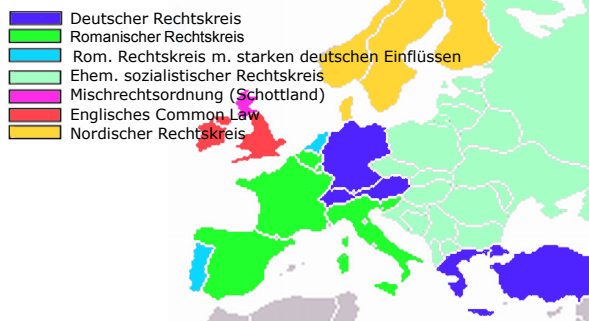 Deutscher Rechtskreis
Romanischer Rechtskreis
Rom. Rechtskreis m. starken deutschen Einflüssen
Ehem. sozialistischer Rechtskreis
Mischrechtsordnung (Schottland)
Englisches Common Law
Nordischer Rechtskreis